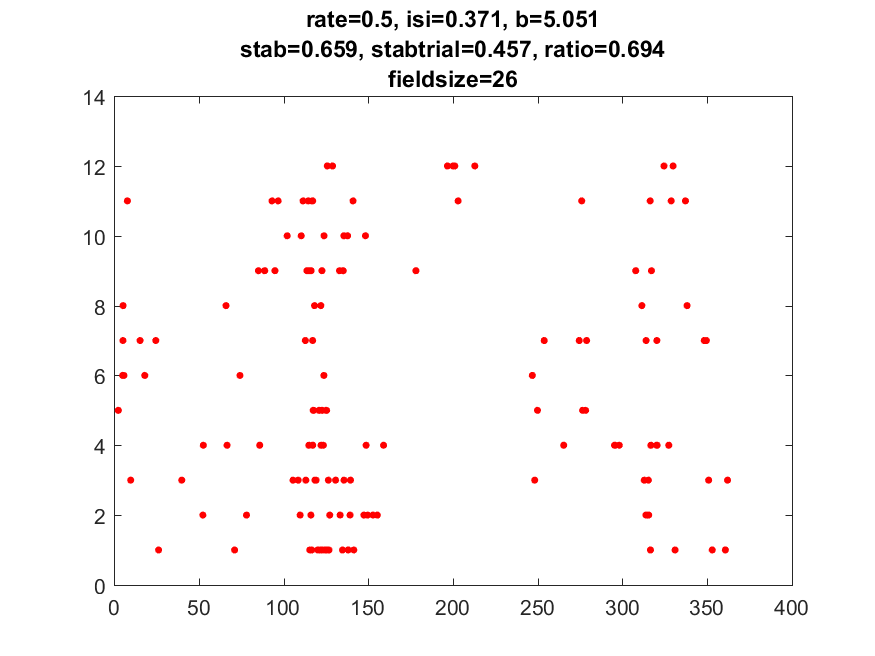 rate=0.5, isi=0.371, b=5.051
stab=0.659, stabtrial=0.457, ratio=0.694
fieldsize=26
14
12
10
8
6
4
2
0
0 50 100 150 200 250 300 350 400